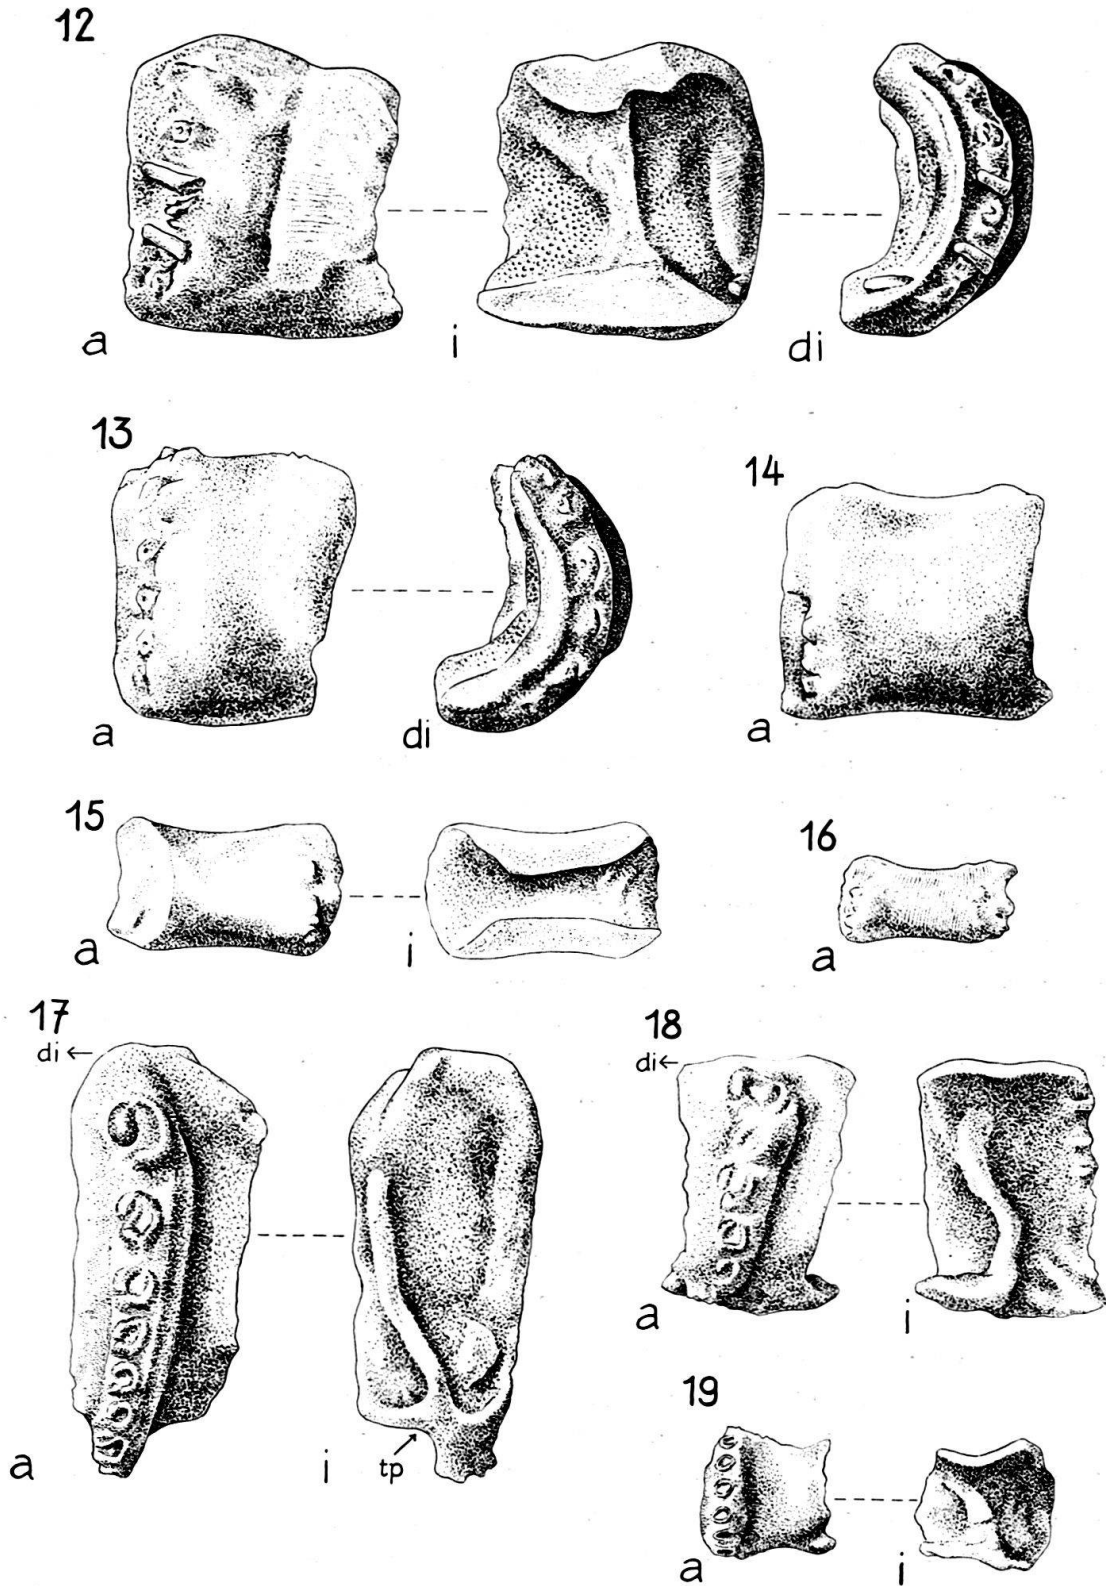 12
a i di
13 14
a di a
15 16
a i a
17 18
di ← di ←
a i
19
a i tp
a i